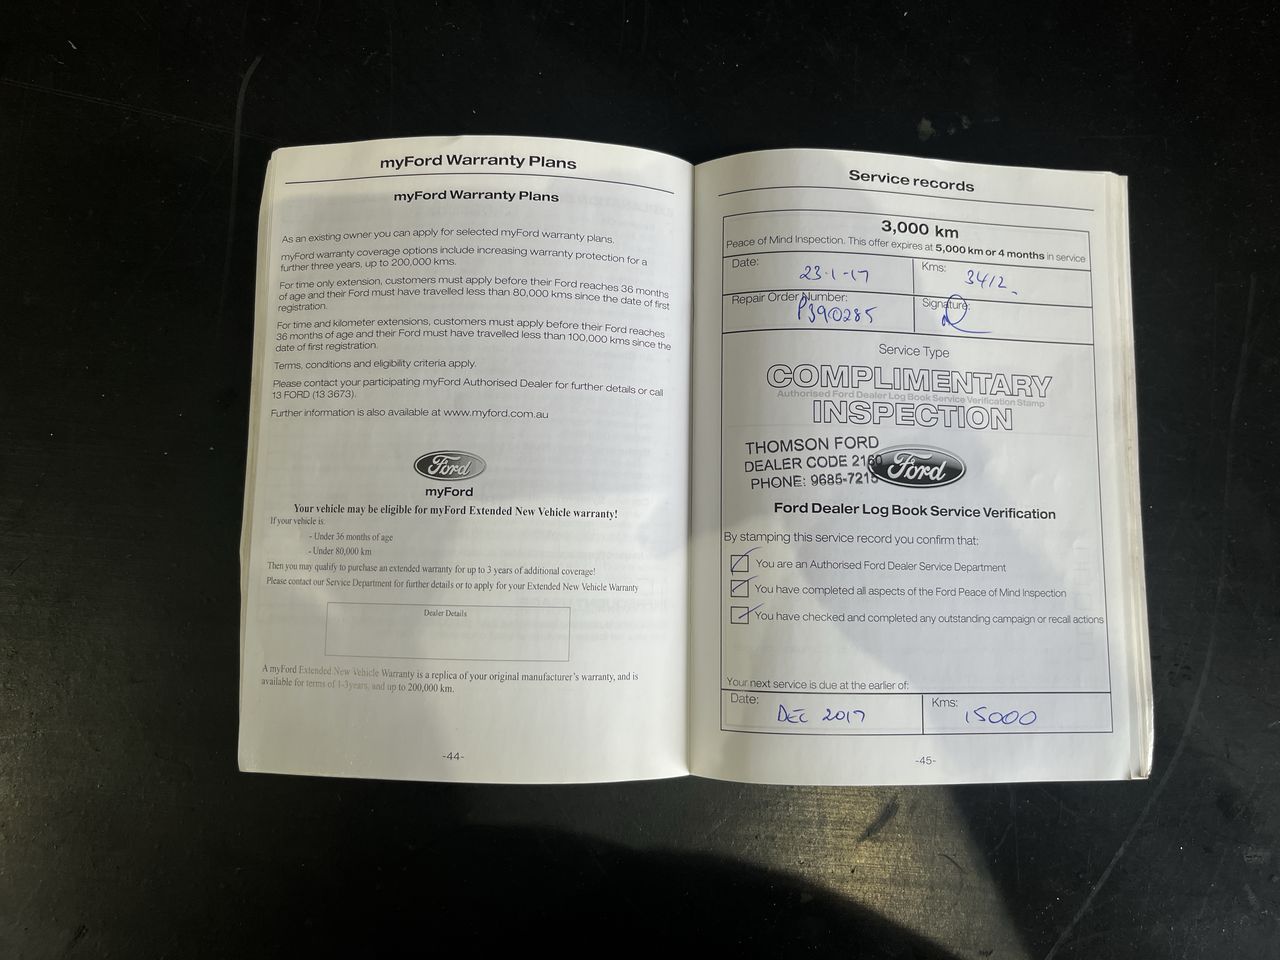 myFord Warranty Plans
myFord Warranty Plans
As an existing owner you can apply for selected myFord warranty plans.
myFord warranty coverage options include increasing warranty protection for a
further three years, up to 200,000 kms.
For time only extension, customers must apply before their Ford reaches 36 months
of age and their Ford must have travelled less than 80,000 kms since the date of first
registration.
For time and kilometer extensions, customers must apply before their Ford reaches
36 months of age and their Ford must have travelled less than 100,000 kms since the
date of first registration.
Terms, conditions and eligibility criteria apply.
Please contact your participating myFord Authorised Dealer for further details or call
13 FORD (13 3673).
Further information is also available at www.myford.com.au
Ford
myFord
Your vehicle may be eligible for myFord Extended New Vehicle warranty!
If your vehicle is.
- Under 36 months of age
- Under 80,000 km
Then you may qualify to purchase an extended warranty for up to 3 years of additional coverage!
Please contact our Service Department for further details or to apply for your Extended New Vehicle Warranty
Dealer Details
A myFord Extended New Vehicle Warranty is a replica of your original manufacturer's warranty, and is
available for terms of 1-3years, and up to 200,000 km.
-44-
Service records
3,000 km
Peace of Mind Inspection. This offer expires at 5,000 km or 4 months in service
Date: 23-1-17
Kms: 3412.
Repair Order Number: P390285
Signature:
Service Type
COMPLIMENTARY
Authorised Ford Dealer Log Book Service Verification Stamp
INSPECTION
THOMSON FORD
DEALER CODE 2160
PHONE: 9685-7215
Ford
Ford Dealer Log Book Service Verification
By stamping this service record you confirm that:
You are an Authorised Ford Dealer Service Department
You have completed all aspects of the Ford Peace of Mind Inspection
You have checked and completed any outstanding campaign or recall actions
Your next service is due at the earlier of:
Date: DEC 2017
Kms: 15000
-45-